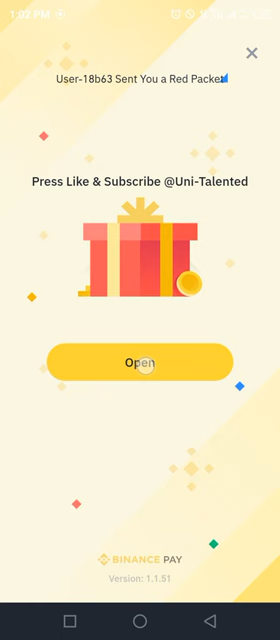 1:02 PM
User-18b63 Sent You a Red Packet
Press Like & Subscribe @Uni-Talented
Open
BINANCE PAY
Version: 1.1.51